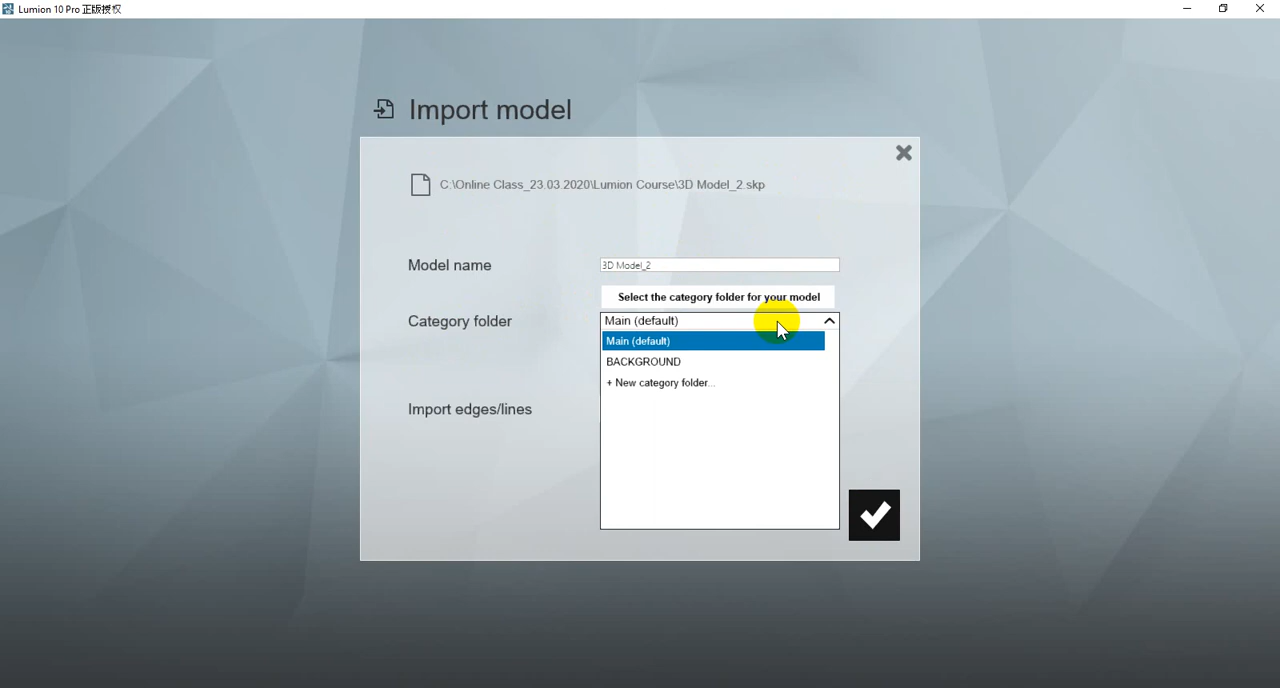 Lumion 10 Pro 正版授权
Import model
C:\Online Class_23.03.2020\Lumion Course\3D Model_2.skp
Model name
3D Model_2
Select the category folder for your model
Category folder
Main (default)
Main (default)
BACKGROUND
+ New category folder...
Import edges/lines